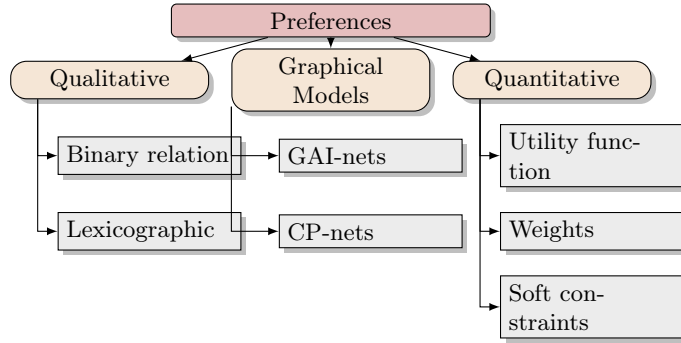 Preferences
Qualitative
Graphical
Models
Quantitative
Binary relation
GAI-nets
Utility func-
tion
Lexicographic
CP-nets
Weights
Soft con-
straints